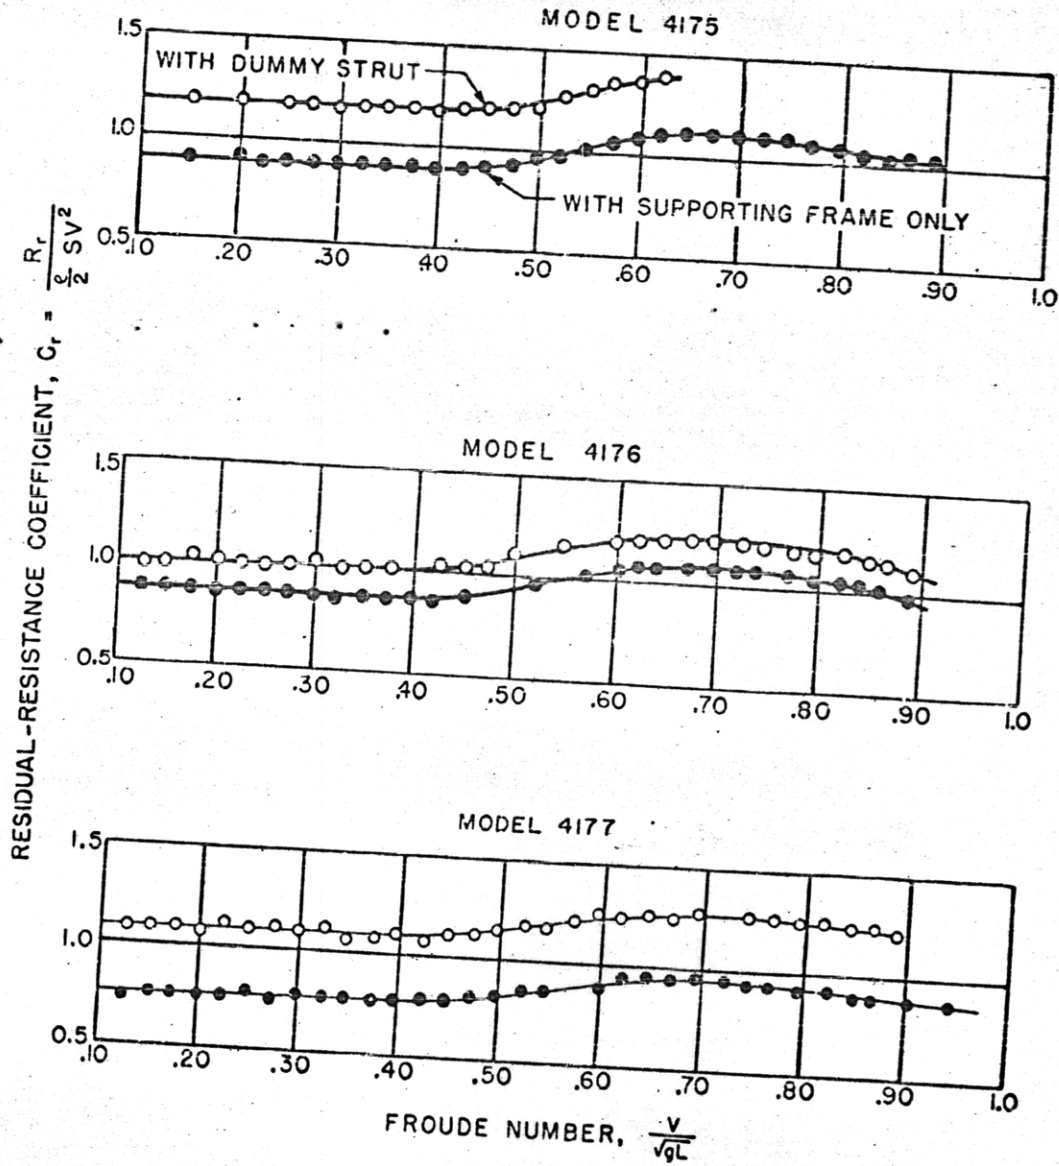 MODEL 4175
1.5
WITH DUMMY STRUT
1.0
WITH SUPPORTING FRAME ONLY
0.5
.10 .20 .30 .40 .50 .60 .70 .80 .90 1.0
RESIDUAL-RESISTANCE COEFFICIENT, Cr = Rr / ρ/2 SV²
MODEL 4176
1.5
1.0
0.5
.10 .20 .30 .40 .50 .60 .70 .80 .90 1.0
MODEL 4177
1.5
1.0
0.5
.10 .20 .30 .40 .50 .60 .70 .80 .90 1.0
FROUDE NUMBER, V / √gL